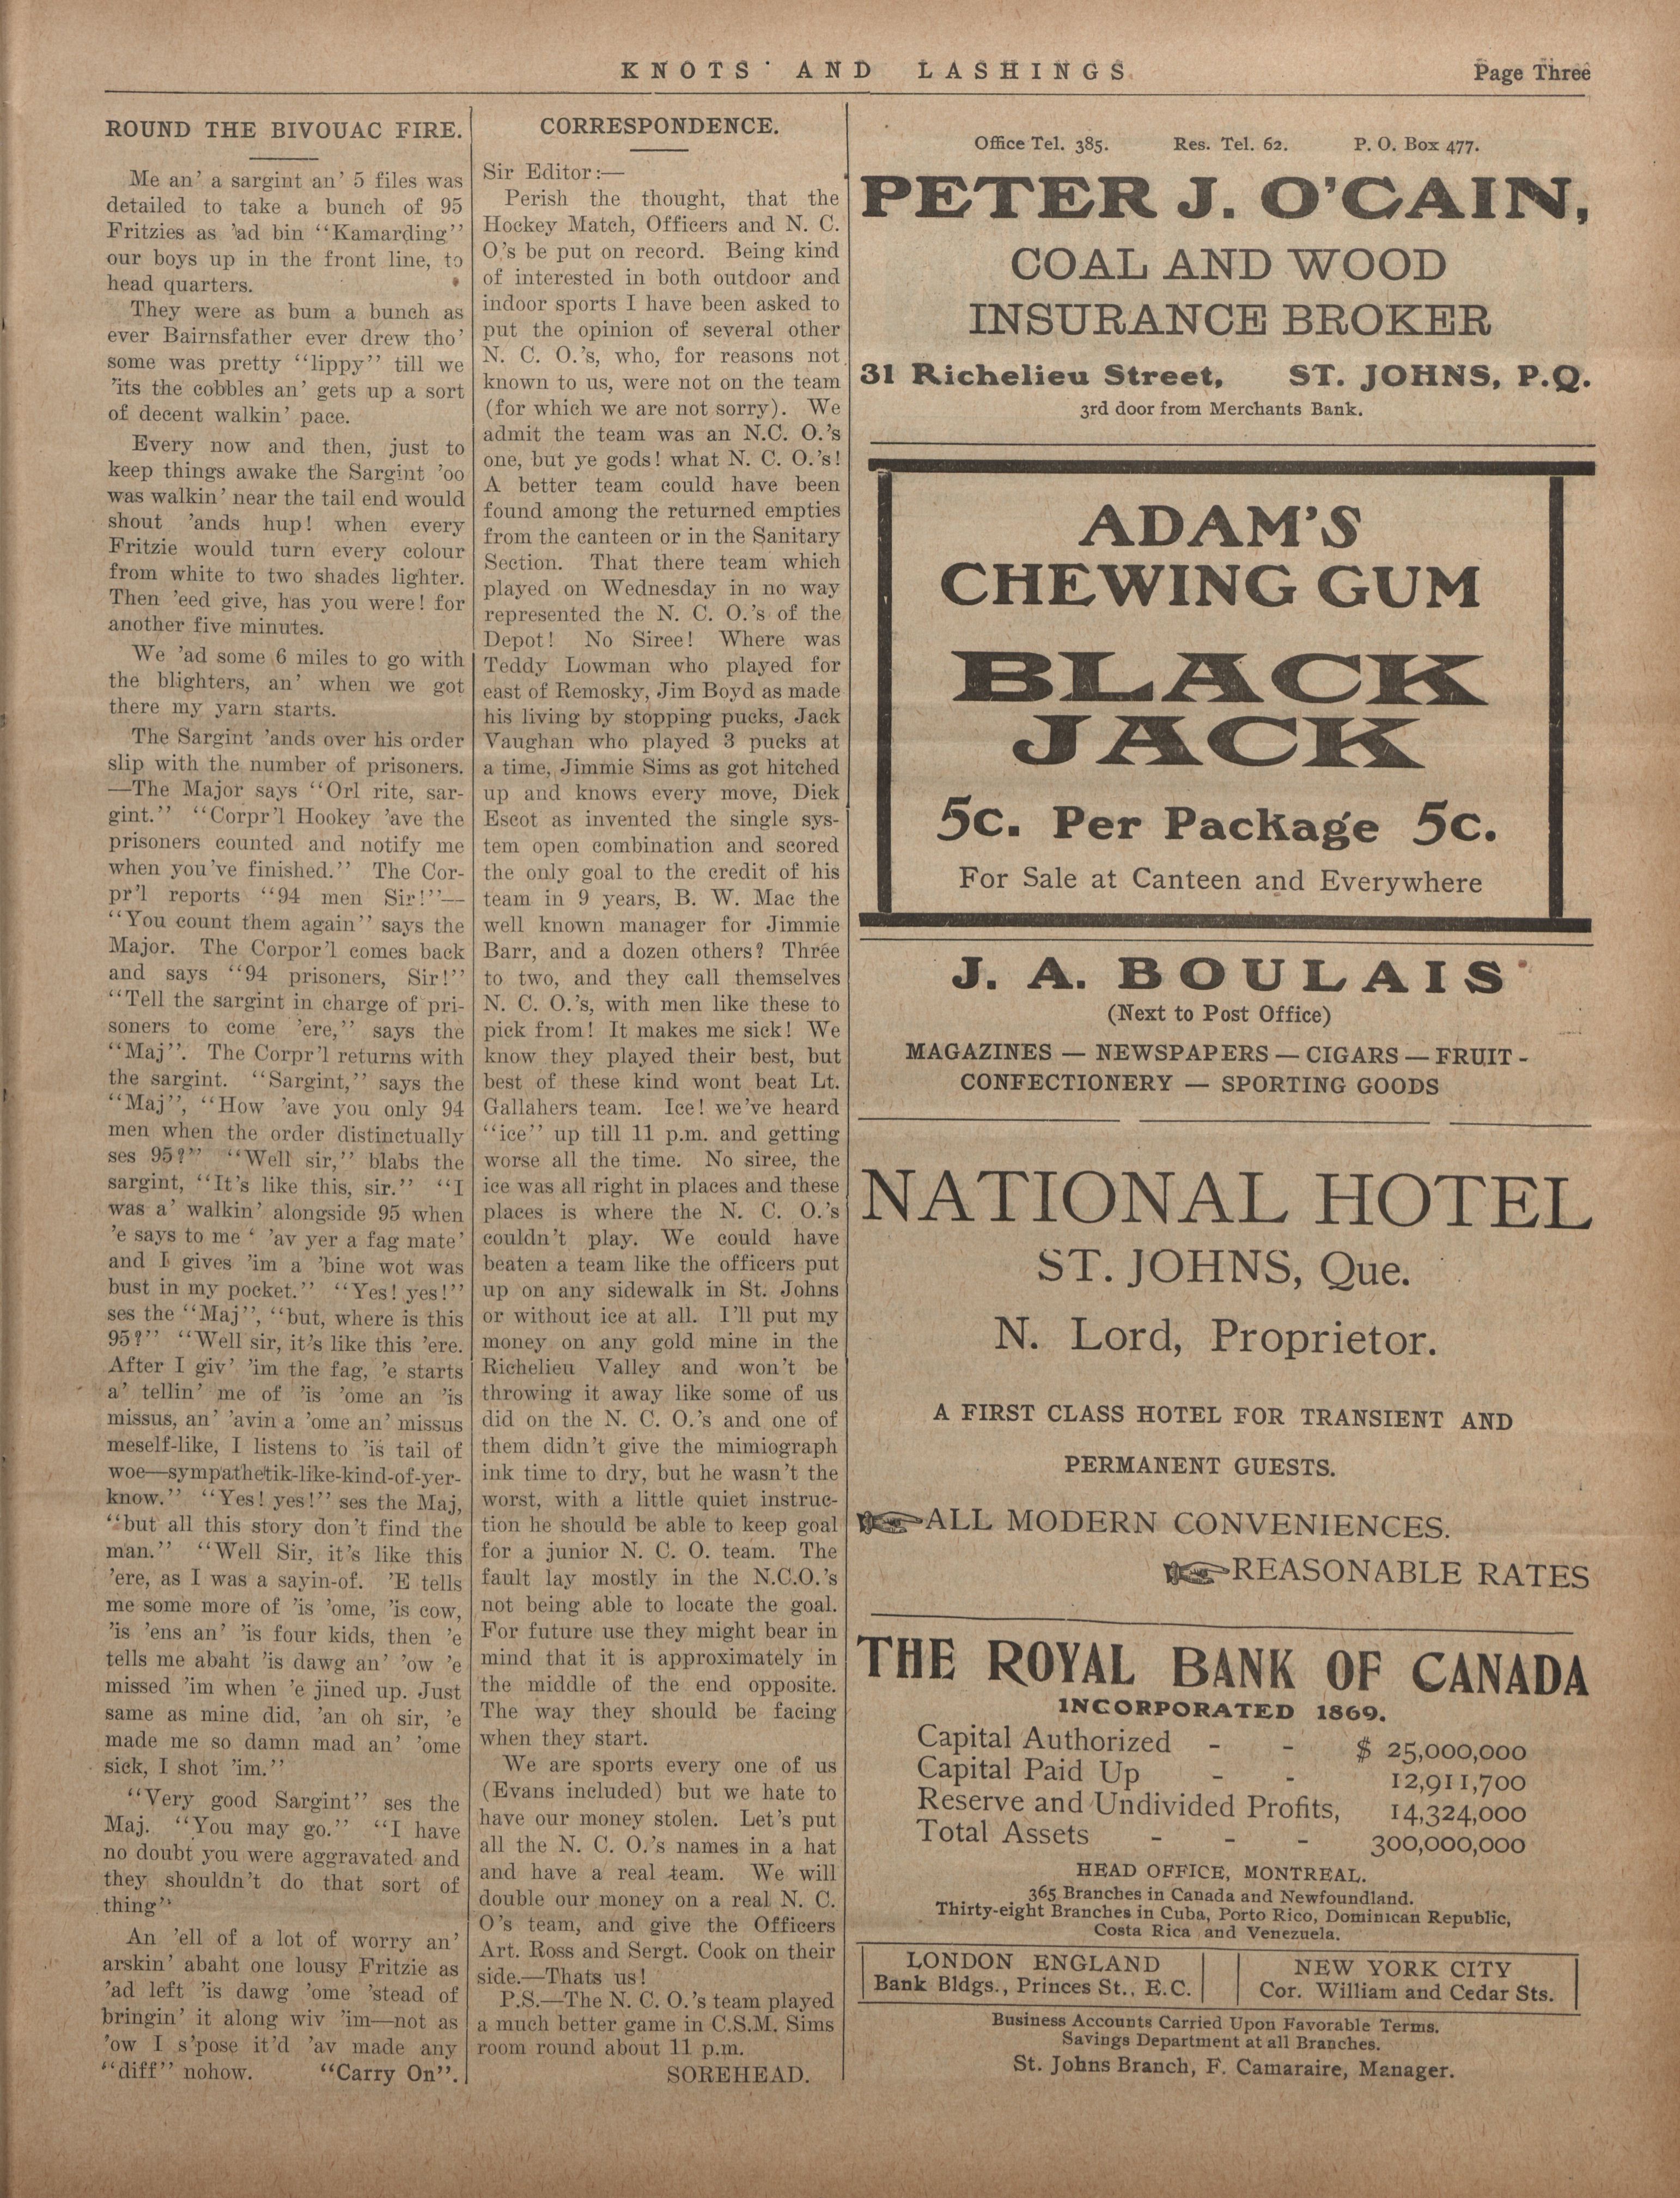 KNOTS AND LASHINGS
Page Three
ROUND THE BIVOUAC FIRE.
Me an' a sargint an' 5 files was
detailed to take a bunch of 95
Fritzies as 'ad bin "Kamarding"
our boys up in the front line, to
head quarters.
They were as bum a bunch as
ever Bairnsfather ever drew tho'
some was pretty "lippy" till we
'its the cobbles an' gets up a sort
of decent walkin' pace.
Every now and then, just to
keep things awake the Sargint 'oo
was walkin' near the tail end would
shout 'ands hup! when every
Fritzie would turn every colour
from white to two shades lighter.
Then 'eed give, has you were! for
another five minutes.
We 'ad some 6 miles to go with
the blighters, an' when we got
there my yarn starts.
The Sargint 'ands over his order
slip with the number of prisoners.
—The Major says "Orl rite, sar-
gint." "Corpr'l Hookey 'ave the
prisoners counted and notify me
when you've finished." The Cor-
pr'l reports "94 men Sir!"—
"You count them again" says the
Major. The Corpor'l comes back
and says "94 prisoners, Sir!"
"Tell the sargint in charge of pri-
soners to come 'ere," says the
"Maj". The Corpr'l returns with
the sargint. "Sargint," says the
"Maj", "How 'ave you only 94
men when the order distinctually
ses 95?" "Well sir," blabs the
sargint, "It's like this, sir." "I
was a' walkin' alongside 95 when
'e says to me ' 'av yer a fag mate'
and I gives 'im a 'bine wot was
bust in my pocket." "Yes! yes!"
ses the "Maj", "but, where is this
95?" "Well sir, it's like this 'ere.
After I giv' 'im the fag, 'e starts
a' tellin' me of 'is 'ome an 'is
missus, an' 'avin a 'ome an' missus
meself-like, I listens to 'is tail of
woe—sympathetik-like-kind-of-yer-
know." "Yes! yes!" ses the Maj,
"but all this story don't find the
man." "Well Sir, it's like this
'ere, as I was a sayin-of. 'E tells
me some more of 'is 'ome, 'is cow,
'is 'ens an' 'is four kids, then 'e
tells me abaht 'is dawg an' 'ow 'e
missed 'im when 'e jined up. Just
same as mine did, 'an oh sir, 'e
made me so damn mad an' 'ome
sick, I shot 'im."
"Very good Sargint" ses the
Maj. "You may go." "I have
no doubt you were aggravated and
they shouldn't do that sort of
thing"
An 'ell of a lot of worry an'
arskin' abaht one lousy Fritzie as
'ad left 'is dawg 'ome 'stead of
bringin' it along wiv 'im—not as
'ow I s'pose it'd 'av made any
"diff" nohow. "Carry On".
CORRESPONDENCE.
Sir Editor:—
Perish the thought, that the
Hockey Match, Officers and N. C.
O.'s be put on record. Being kind
of interested in both outdoor and
indoor sports I have been asked to
put the opinion of several other
N. C. O.'s, who, for reasons not
known to us, were not on the team
(for which we are not sorry). We
admit the team was an N.C. O.'s
one, but ye gods! what N. C. O.'s!
A better team could have been
found among the returned empties
from the canteen or in the Sanitary
Section. That there team which
played on Wednesday in no way
represented the N. C. O.'s of the
Depot! No Siree! Where was
Teddy Lowman who played for
east of Remosky, Jim Boyd as made
his living by stopping pucks, Jack
Vaughan who played 3 pucks at
a time, Jimmie Sims as got hitched
up and knows every move, Dick
Escot as invented the single sys-
tem open combination and scored
the only goal to the credit of his
team in 9 years, B. W. Mac the
well known manager for Jimmie
Barr, and a dozen others? Three
to two, and they call themselves
N. C. O.'s, with men like these to
pick from! It makes me sick! We
know they played their best, but
best of these kind wont beat Lt.
Gallahers team. Ice! we've heard
"ice" up till 11 p.m. and getting
worse all the time. No siree, the
ice was all right in places and these
places is where the N. C. O.'s
couldn't play. We could have
beaten a team like the officers put
up on any sidewalk in St. Johns
or without ice at all. I'll put my
money on any gold mine in the
Richelieu Valley and won't be
throwing it away like some of us
did on the N. C. O.'s and one of
them didn't give the mimiograph
ink time to dry, but he wasn't the
worst, with a little quiet instruc-
tion he should be able to keep goal
for a junior N. C. O. team. The
fault lay mostly in the N.C.O.'s
not being able to locate the goal.
For future use they might bear in
mind that it is approximately in
the middle of the end opposite.
The way they should be facing
when they start.
We are sports every one of us
(Evans included) but we hate to
have our money stolen. Let's put
all the N. C. O.'s names in a hat
and have a real team. We will
double our money on a real N. C.
O's team, and give the Officers
Art. Ross and Sergt. Cook on their
side.—Thats us!
P.S.—The N. C. O.'s team played
a much better game in C.S.M. Sims
room round about 11 p.m.
SOREHEAD.
Office Tel. 385. Res. Tel. 62. P. O. Box 477.
PETER J. O'CAIN,
COAL AND WOOD
INSURANCE BROKER
31 Richelieu Street, ST. JOHNS, P.Q.
3rd door from Merchants Bank.
ADAM'S
CHEWING GUM
BLACK
JACK
5c. Per Package 5c.
For Sale at Canteen and Everywhere
J. A. BOULAIS
(Next to Post Office)
MAGAZINES — NEWSPAPERS — CIGARS — FRUIT -
CONFECTIONERY — SPORTING GOODS
NATIONAL HOTEL
ST. JOHNS, Que.
N. Lord, Proprietor.
A FIRST CLASS HOTEL FOR TRANSIENT AND
PERMANENT GUESTS.
ALL MODERN CONVENIENCES.
REASONABLE RATES
THE ROYAL BANK OF CANADA
INCORPORATED 1869.
Capital Authorized - - $ 25,000,000
Capital Paid Up - - 12,911,700
Reserve and Undivided Profits, 14,324,000
Total Assets - - - 300,000,000
HEAD OFFICE, MONTREAL.
365 Branches in Canada and Newfoundland.
Thirty-eight Branches in Cuba, Porto Rico, Dominican Republic,
Costa Rica and Venezuela.
LONDON ENGLAND
Bank Bldgs., Princes St., E.C.
NEW YORK CITY
Cor. William and Cedar Sts.
Business Accounts Carried Upon Favorable Terms.
Savings Department at all Branches.
St. Johns Branch, F. Camaraire, Manager.